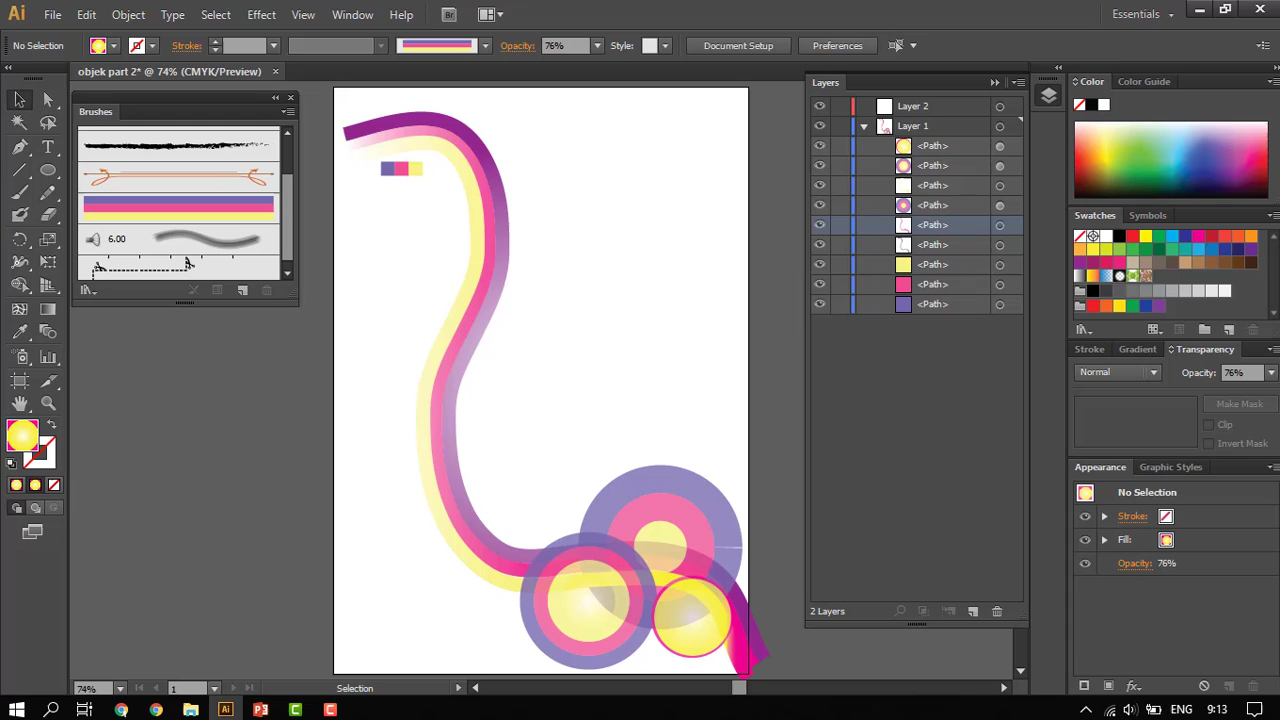 Ai File Edit Object Type Select Effect View Window Help Br Essentials
No Selection Stroke: Opacity: 76% Style: Document Setup Preferences
objek part 2* @ 74% (CMYK/Preview)
Brushes
6.00
Layers
Layer 2
Layer 1
<Path>
<Path>
<Path>
<Path>
<Path>
<Path>
<Path>
<Path>
<Path>
2 Layers
Color Color Guide
Swatches Symbols
Stroke Gradient Transparency
Normal Opacity: 76%
Make Mask
Clip
Invert Mask
Appearance Graphic Styles
No Selection
Stroke:
Fill:
Opacity: 76%
fx
74% 1 Selection
Ai ENG 9:13